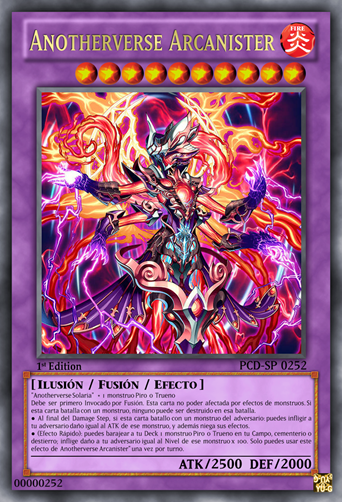 ANOTHERVERSE ARCANISTER
FIRE
炎
1st Edition
PCD-SP 0252
[ ILUSIÓN / FUSIÓN / EFECTO ]
"Anotherverse Solaria" + 1 monstruo Piro o Trueno
Debe ser primero Invocado por Fusión. Esta carta no puede ser afectada por efectos de monstruos. Si
esta carta batalla con un monstruo, ninguno puede ser destruido en esa batalla.
● Al final del Damage Step, si esta carta batalló con un monstruo del adversario: puedes infligir a
tu adversario daño igual al ATK de ese monstruo, y además niega sus efectos.
● (Efecto Rápido): puedes barajear a tu Deck 1 monstruo Piro o Trueno en tu Campo, cementerio o
destierro; inflige daño a tu adversario igual al Nivel de ese monstruo x 100. Solo puedes usar este
efecto de "Anotherverse Arcanister" una vez por turno.
ATK/2500 DEF/2000
00000252